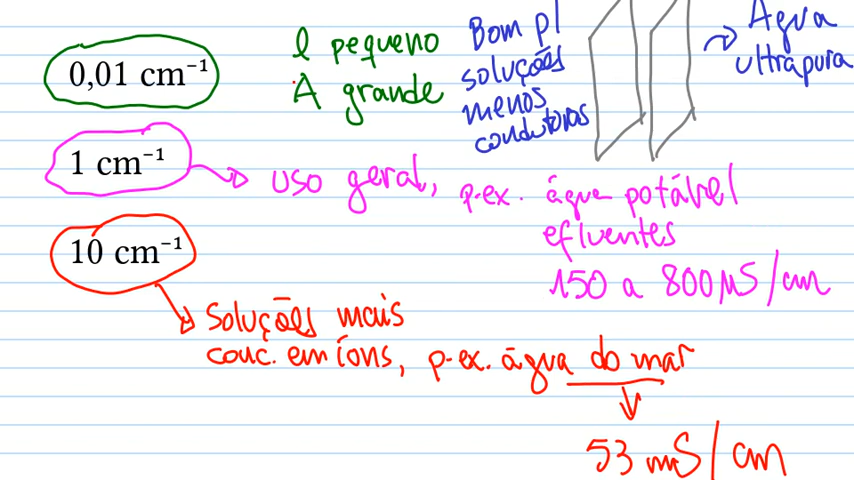 0,01 cm⁻¹
l pequeno
A grande
Bom p/
soluções
menos
condutoras
Água
ultrapura
1 cm⁻¹
uso geral, p.ex. água potável
efluentes
150 a 800 μS/cm
10 cm⁻¹
Soluções mais
conc. em íons, p.ex. água do mar
53 mS/cm